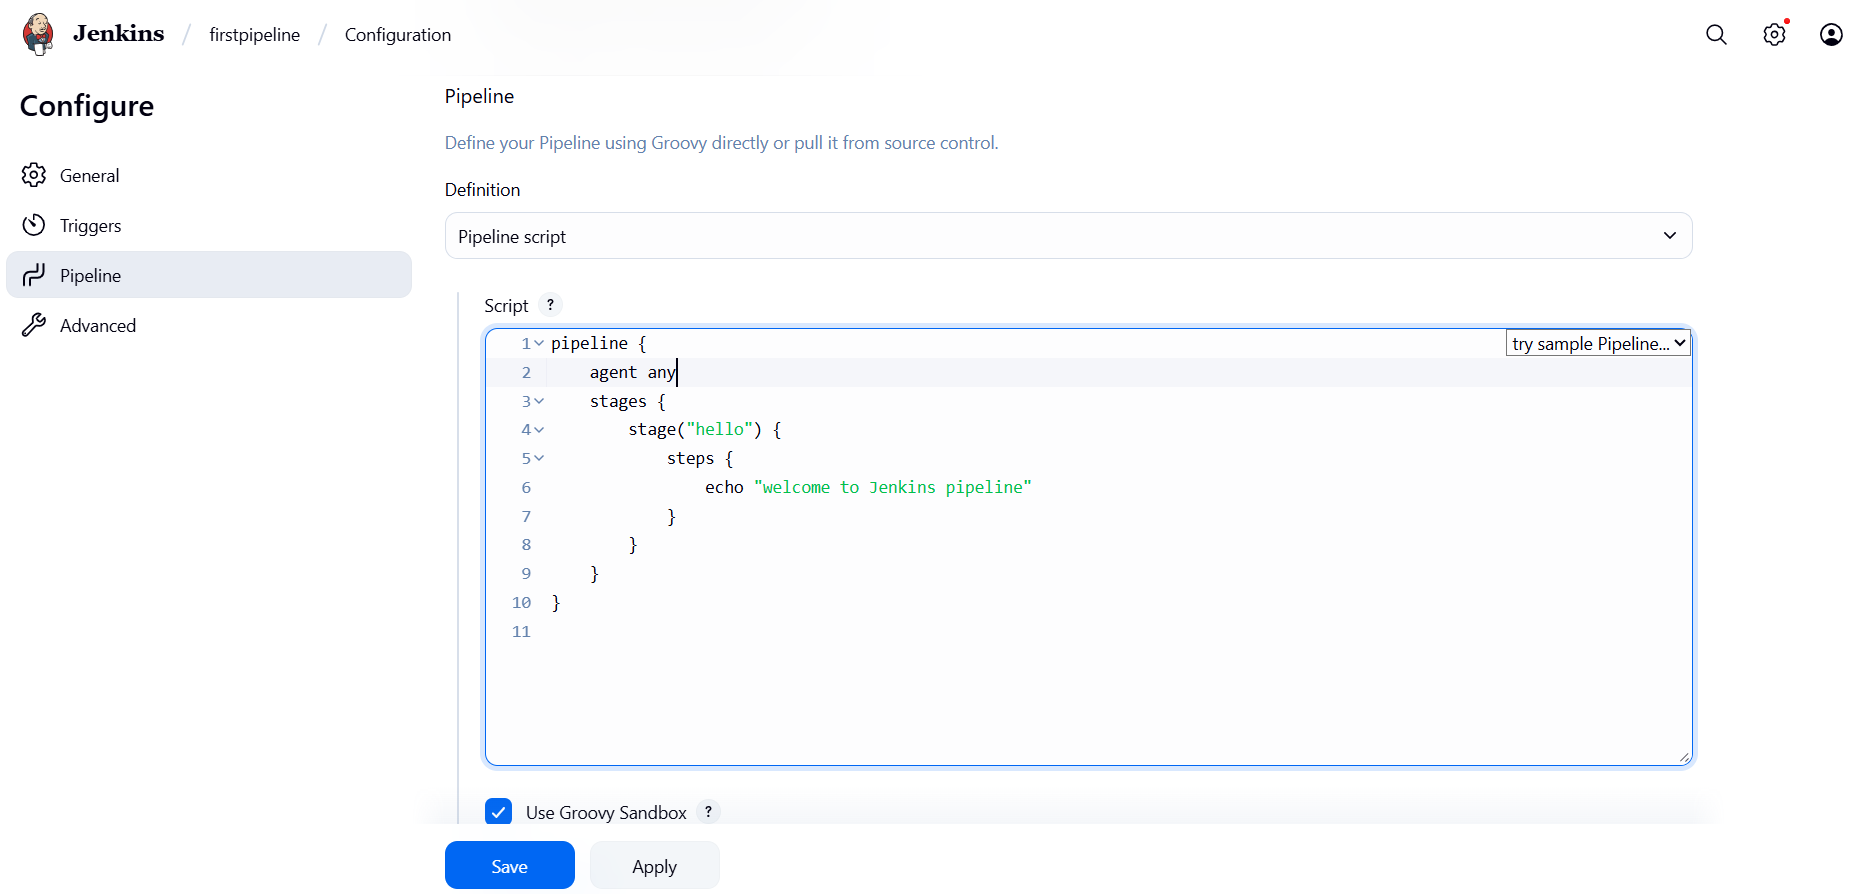 Jenkins / firstpipeline / Configuration
Configure
General
Triggers
Pipeline
Advanced
Pipeline
Define your Pipeline using Groovy directly or pull it from source control.
Definition
Pipeline script
Script ?
try sample Pipeline...
1 pipeline {
2     agent any
3     stages {
4         stage("hello") {
5             steps {
6                 echo "welcome to Jenkins pipeline"
7             }
8         }
9     }
10 }
11
Use Groovy Sandbox ?
Save Apply